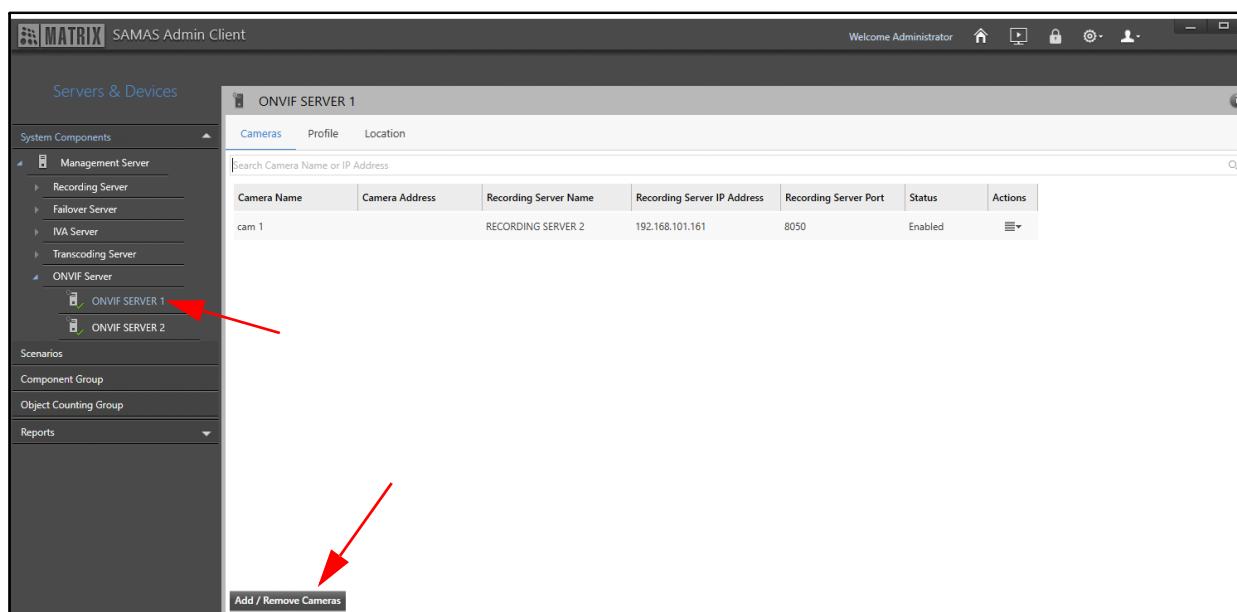 MATRIX SAMAS Admin Client
Welcome Administrator
Servers & Devices
System Components
Management Server
Recording Server
Failover Server
IVA Server
Transcoding Server
ONVIF Server
ONVIF SERVER 1
ONVIF SERVER 2
Scenarios
Component Group
Object Counting Group
Reports
ONVIF SERVER 1
Cameras Profile Location
Search Camera Name or IP Address
Camera Name Camera Address Recording Server Name Recording Server IP Address Recording Server Port Status Actions
cam 1 RECORDING SERVER 2 192.168.101.161 8050 Enabled
Add / Remove Cameras